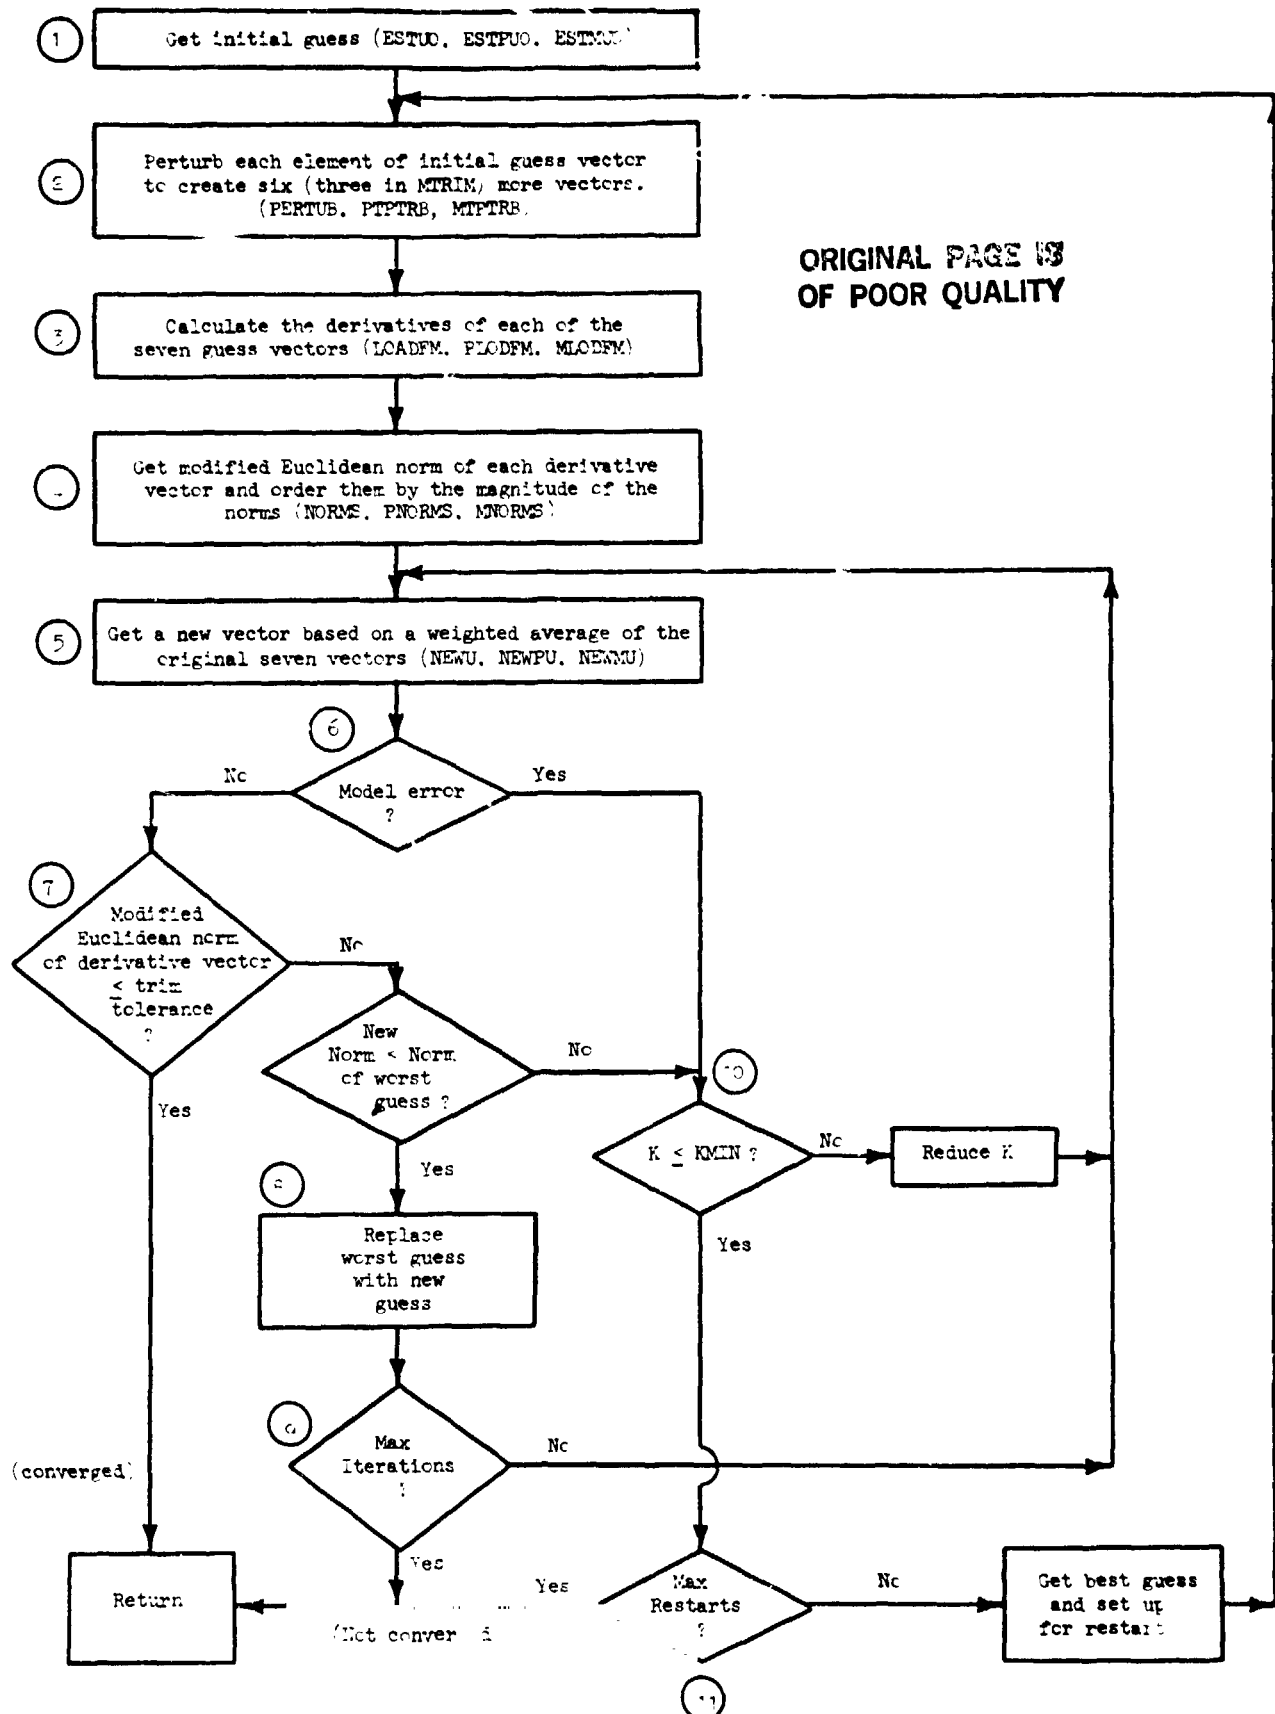 1
Get initial guess (ESTUO, ESTPUO,
2
Perturb each element of initial guess vector
to create six (three in MTRIM) more vectors.
(PERTUB, PTPTRB, MTPTRB)
ORIGINAL PAGE IS
OF POOR QUALITY
3
Calculate the derivatives of each of the
seven guess vectors (LOADFM, PLODFM, MLODFM)
Get modified Euclidean norm of each derivative
vector and order them by the magnitude of the
norms (NORMS, PNORMS, MNORMS)
5
Get a new vector based on a weighted average of the
original seven vectors (NEWU, NEWPU, NEWMU)
6
No
Yes
Model error
?
7
Modified
Euclidean norm
of derivative vector
≤ trim
tolerance
?
No
New
Norm < Norm
of worst
guess ?
No
10
K ≤ KMIN ?
No
Reduce K
Yes
Yes
Yes
Replace
worst guess
with new
guess
Max
Iterations
?
No
(converged)
Yes
Return
Yes
Max
Restarts
?
No
Get best guess
and set up
for restart
(Not
11